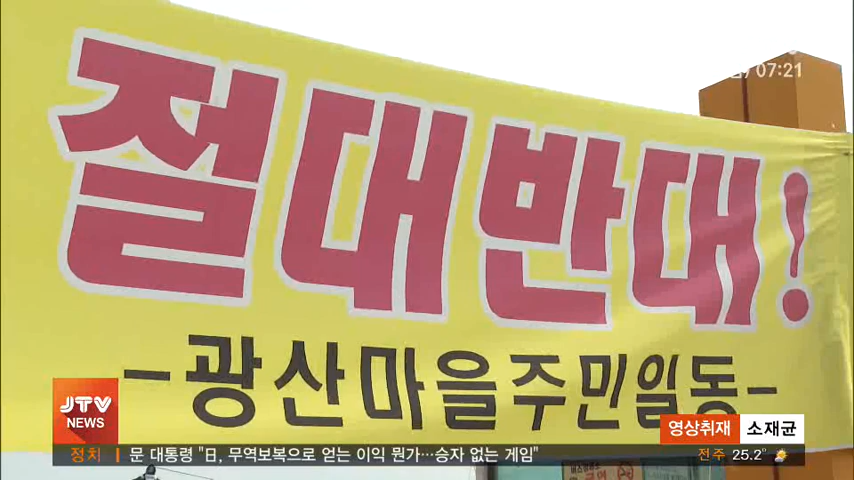 07:21
절대반대!
-광산마을주민일동-
JTV
NEWS
영상취재 소재균
정치 문 대통령 "日, 무역보복으로 얻는 이익 뭔가…승자 없는 게임"
전주 25.2°